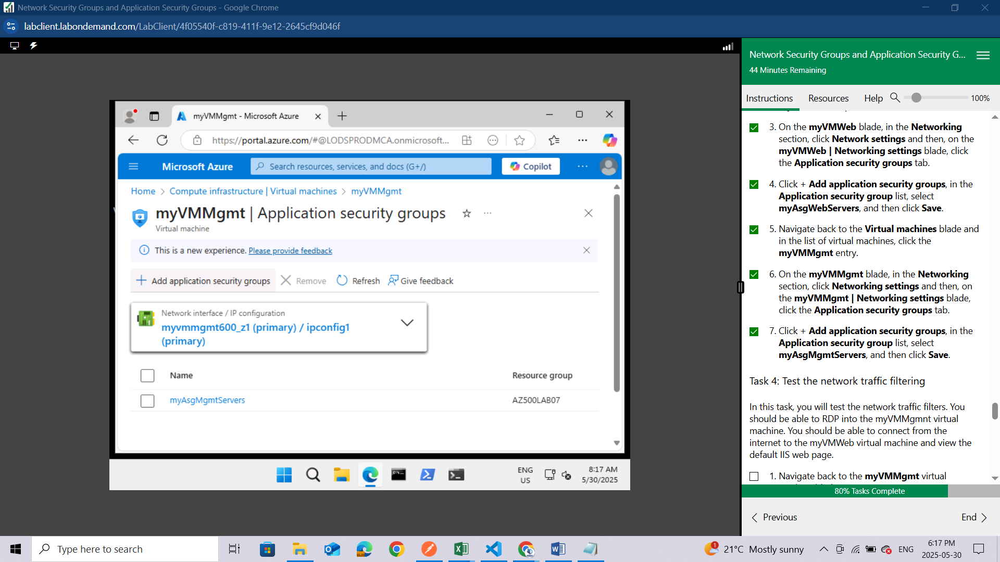 Network Security Groups and Application Security Groups - Google Chrome
labclient.labondemand.com/LabClient/4f05540f-c819-411f-9e12-2645cf9d046f
myVMMgmt - Microsoft Azure
https://portal.azure.com/#@LODSPRODMCA.onmicrosoft...
Microsoft Azure
Search resources, services, and docs (G+/)
Copilot
Home > Compute infrastructure | Virtual machines > myVMMgmt
myVMMgmt | Application security groups
Virtual machine
This is a new experience. Please provide feedback
Add application security groups
Remove
Refresh
Give feedback
Network interface / IP configuration
myvmmgmt600_z1 (primary) / ipconfig1
(primary)
Name
Resource group
myAsgMgmtServers
AZ500LAB07
ENG
US
8:17 AM
5/30/2025
Network Security Groups and Application Security G...
44 Minutes Remaining
Instructions
Resources
Help
100%
3. On the myVMWeb blade, in the Networking
section, click Network settings and then, on the
myVMWeb | Networking settings blade, click
the Application security groups tab.
4. Click + Add application security groups, in the
Application security group list, select
myAsgWebServers, and then click Save.
5. Navigate back to the Virtual machines blade and
in the list of virtual machines, click the
myVMMgmt entry.
6. On the myVMMgmt blade, in the Networking
section, click Networking settings and then, on
the myVMMgmt | Networking settings blade,
click the Application security groups tab.
7. Click + Add application security groups, in the
Application security group list, select
myAsgMgmtServers, and then click Save.
Task 4: Test the network traffic filtering
In this task, you will test the network traffic filters. You
should be able to RDP into the myVMMgmnt virtual
machine. You should be able to connect from the
internet to the myVMWeb virtual machine and view the
default IIS web page.
1. Navigate back to the myVMMgmt virtual
80% Tasks Complete
Previous
End
Type here to search
1
21°C Mostly sunny
ENG
6:17 PM
2025-05-30